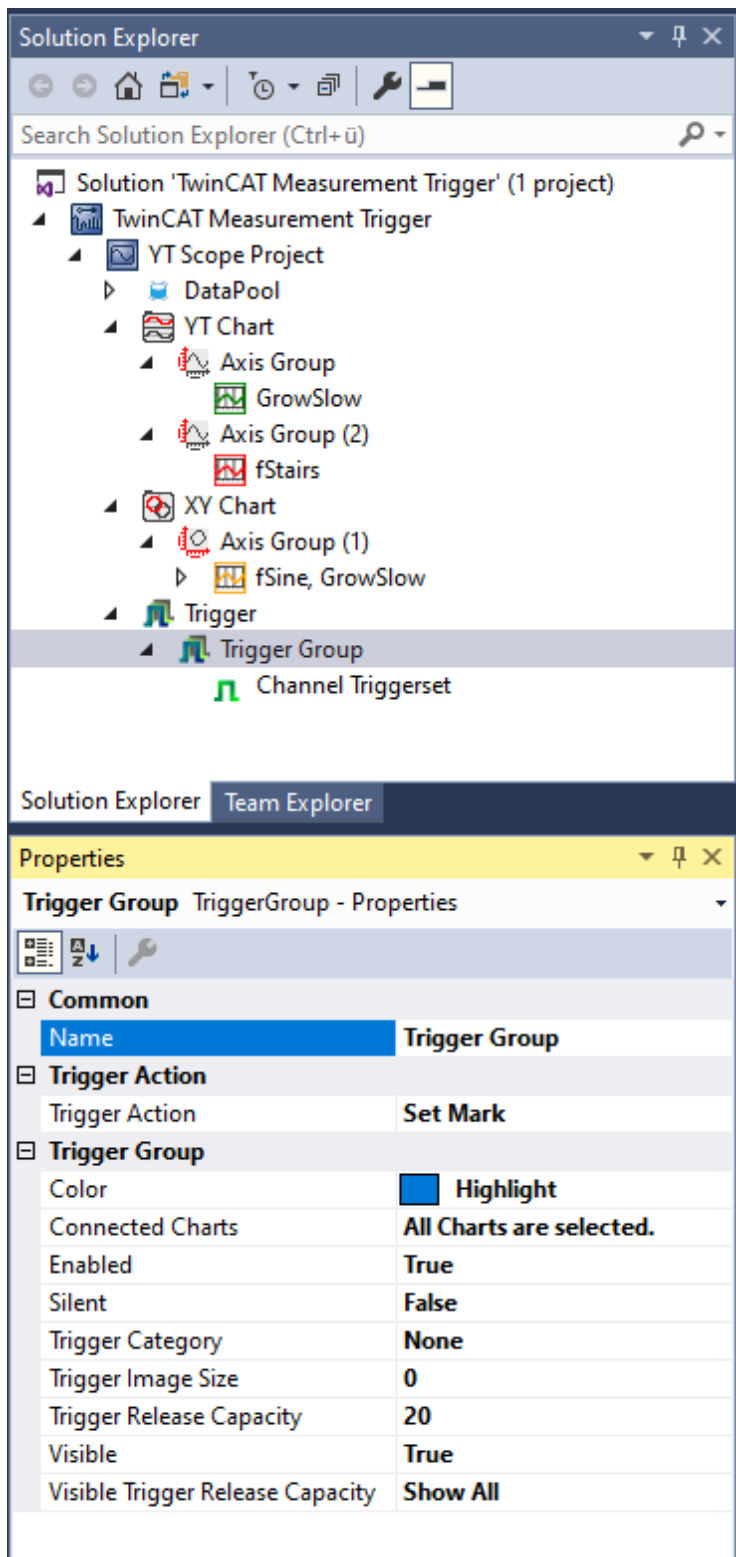 Solution Explorer
Search Solution Explorer (Ctrl+ü)
Solution 'TwinCAT Measurement Trigger' (1 project)
TwinCAT Measurement Trigger
YT Scope Project
DataPool
YT Chart
Axis Group
GrowSlow
Axis Group (2)
fStairs
XY Chart
Axis Group (1)
fSine, GrowSlow
Trigger
Trigger Group
Channel Triggerset
Solution Explorer Team Explorer
Properties
Trigger Group TriggerGroup - Properties
Common
Name Trigger Group
Trigger Action
Trigger Action Set Mark
Trigger Group
Color Highlight
Connected Charts All Charts are selected.
Enabled True
Silent False
Trigger Category None
Trigger Image Size 0
Trigger Release Capacity 20
Visible True
Visible Trigger Release Capacity Show All